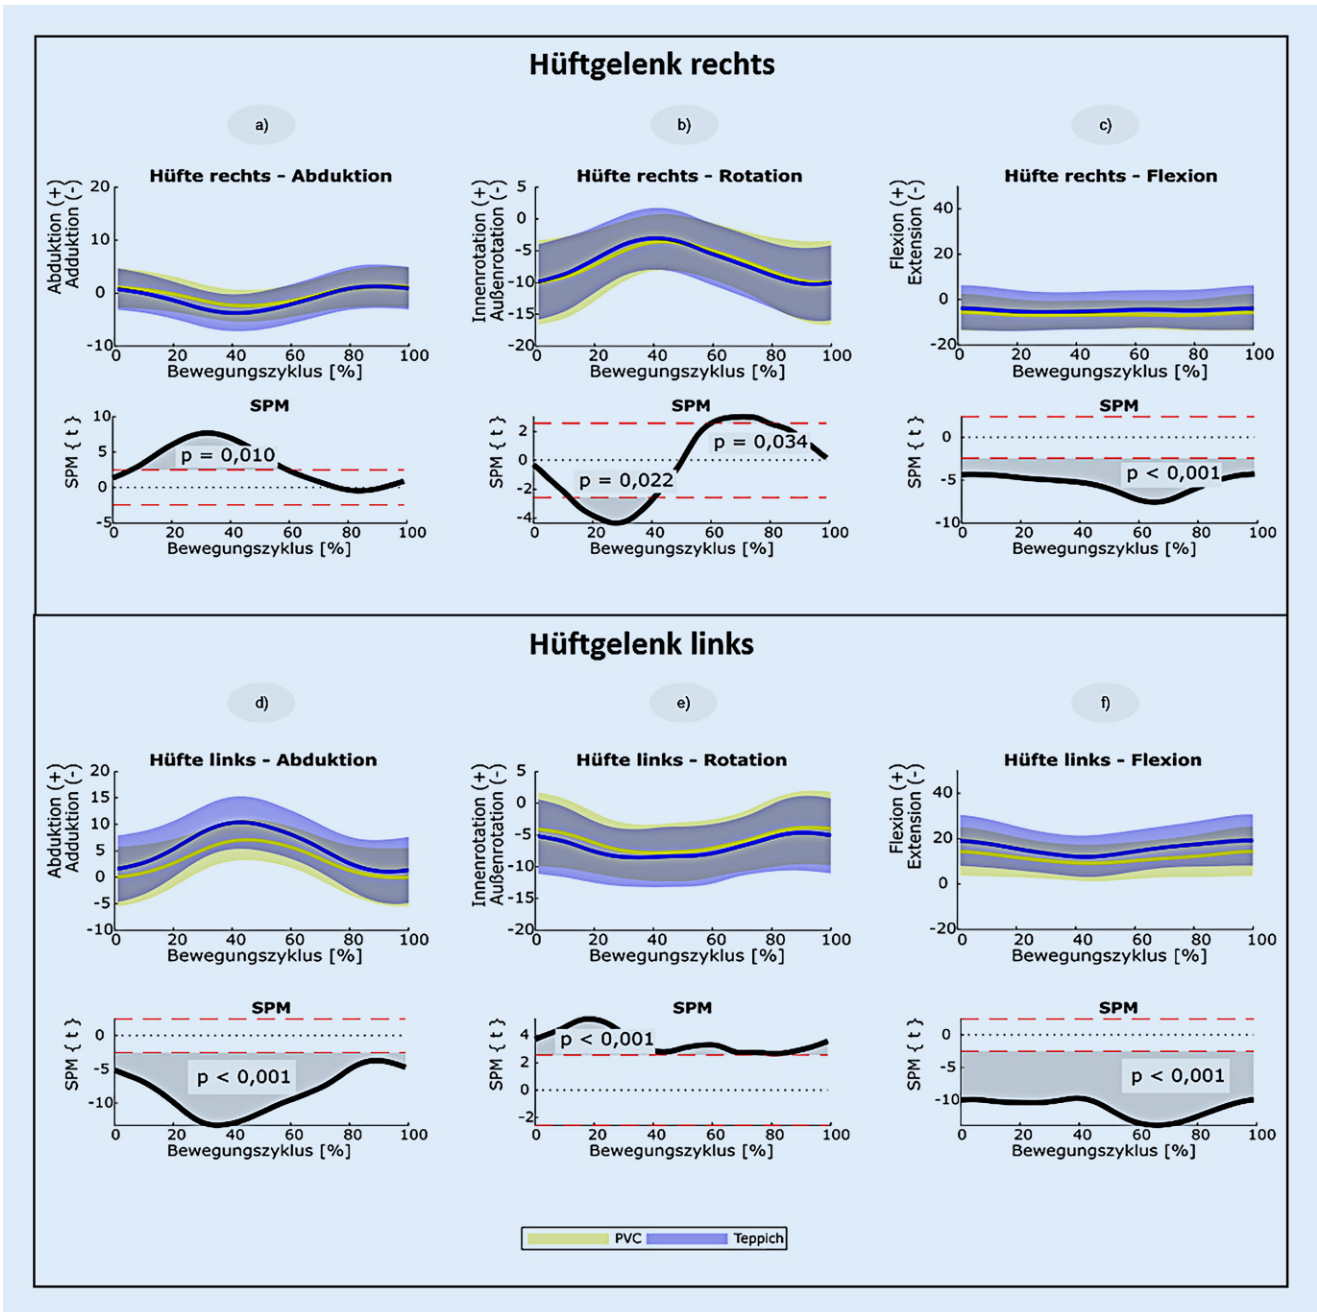 Hüftgelenk rechts
a)
b)
c)
Hüfte rechts - Abduktion
Hüfte rechts - Rotation
Hüfte rechts - Flexion
Abduktion (+)
Adduktion (-)
20
10
0
-10
0 20 40 60 80 100
Bewegungszyklus [%]
Innenrotation (+)
Außenrotation (-)
5
0
-5
-10
-15
-20
0 20 40 60 80 100
Bewegungszyklus [%]
Flexion (+)
Extension (-)
40
20
0
-20
0 20 40 60 80 100
Bewegungszyklus [%]
SPM
SPM { t }
10
5
0
-5
p = 0,010
0 20 40 60 80 100
Bewegungszyklus [%]
SPM
SPM { t }
2
0
-2
-4
p = 0,022
p = 0,034
0 20 40 60 80 100
Bewegungszyklus [%]
SPM
SPM { t }
0
-5
-10
p < 0,001
0 20 40 60 80 100
Bewegungszyklus [%]
Hüftgelenk links
d)
e)
f)
Hüfte links - Abduktion
Hüfte links - Rotation
Hüfte links - Flexion
Abduktion (+)
Adduktion (-)
20
15
10
5
0
-5
-10
0 20 40 60 80 100
Bewegungszyklus [%]
Innenrotation (+)
Außenrotation (-)
5
0
-5
-10
-15
-20
0 20 40 60 80 100
Bewegungszyklus [%]
Flexion (+)
Extension (-)
40
20
0
-20
0 20 40 60 80 100
Bewegungszyklus [%]
SPM
SPM { t }
0
-5
-10
p < 0,001
0 20 40 60 80 100
Bewegungszyklus [%]
SPM
SPM { t }
4
2
0
-2
p < 0,001
0 20 40 60 80 100
Bewegungszyklus [%]
SPM
SPM { t }
0
-5
-10
p < 0,001
0 20 40 60 80 100
Bewegungszyklus [%]
PVC
Teppich